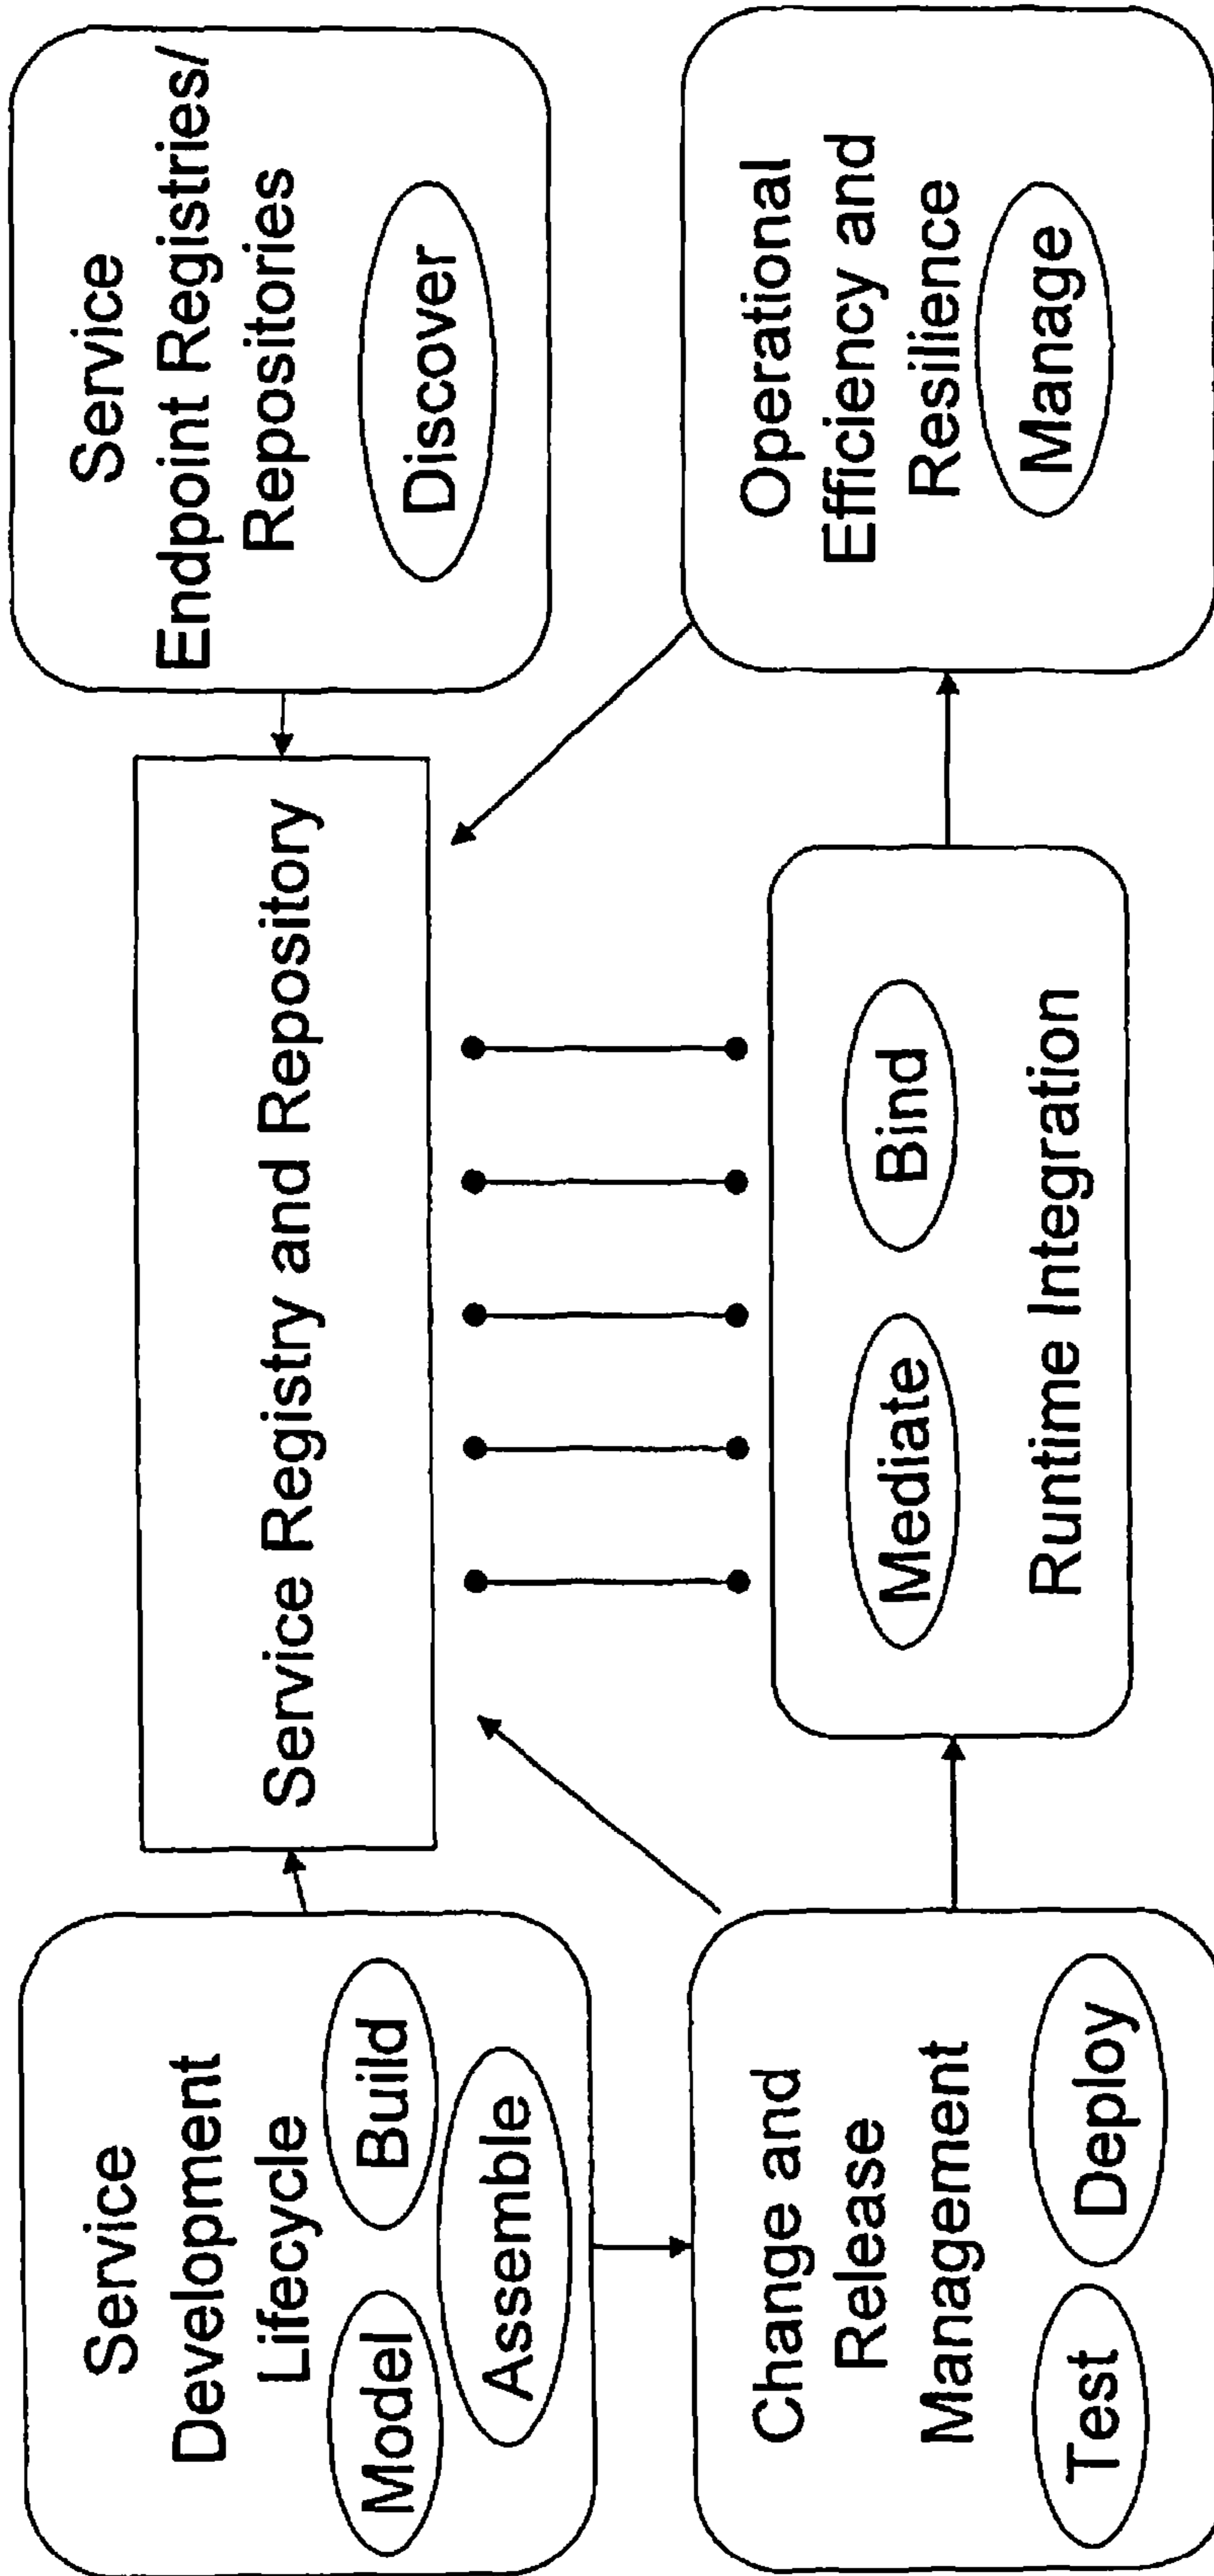 Service
Development
Lifecycle
Model
Build
Assemble
Service Registry and Repository
Service
Endpoint Registries/
Repositories
Discover
Change and
Release
Management
Test
Deploy
Mediate
Bind
Runtime Integration
Operational
Efficiency and
Resilience
Manage